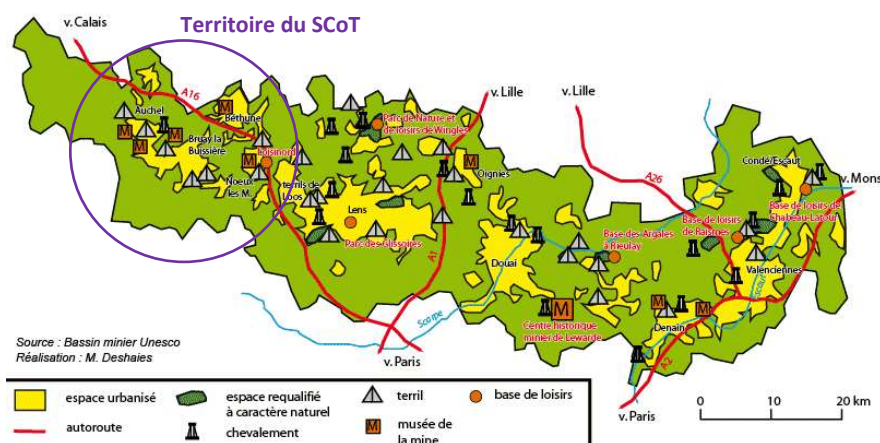 Territoire du SCoT
v. Calais
A16
Auchel
Béthune
Bruay la
Buissière
Loisinord
Noeux
les M.
terrils de
Loos
Lens
Parc des Glissoires
Parc de Nature et
de loisirs de Wingles
v. Lille
Oignies
A1
v. Paris
Scarpe
Douai
v. Lille
A26
Base des Argales
à Rieulay
Centre historique
minier de Lewarde
Base de loisirs
de Raismes
Condé/Escaut
v. Mons
Base de loisirs de
Chabeau-Latour
Valenciennes
Escaut
Denain
A2
v. Paris
Source : Bassin minier Unesco
Réalisation : M. Deshaies
espace urbanisé
autoroute
espace requalifié
à caractère naturel
chevalement
terril
M
musée de
la mine
base de loisirs
0 10 20 km